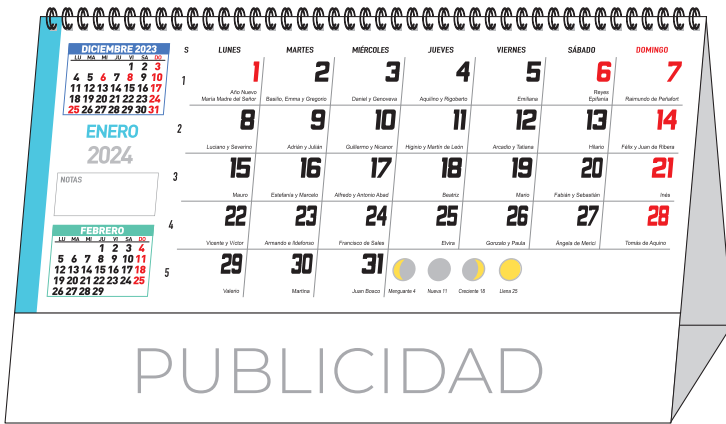 DICIEMBRE 2023
LU MA MI JU VI SA DO
1 2 3
4 5 6 7 8 9 10
11 12 13 14 15 16 17
18 19 20 21 22 23 24
25 26 27 28 29 30 31
ENERO
2024
NOTAS
FEBRERO
LU MA MI JU VI SA DO
1 2 3 4
5 6 7 8 9 10 11
12 13 14 15 16 17 18
19 20 21 22 23 24 25
26 27 28 29
S LUNES MARTES MIÉRCOLES JUEVES VIERNES SÁBADO DOMINGO
1 1 2 3 4 5 6 7
Año Nuevo Reyes
María Madre del Señor Basilio, Emma y Gregorio Daniel y Genoveva Aquilino y Rigoberto Emiliana Epifanía Raimundo de Peñafort
2 8 9 10 11 12 13 14
Luciano y Severino Adrián y Julián Guillermo y Nicanor Higinio y Martín de León Arcadio y Tatiana Hilario Félix y Juan de Ribera
3 15 16 17 18 19 20 21
Mauro Estefanía y Marcelo Alfredo y Antonio Abad Beatriz Mario Fabián y Sebastián Inés
4 22 23 24 25 26 27 28
Vicente y Víctor Armando e Ildefonso Francisco de Sales Elvira Gonzalo y Paula Ángela de Merici Tomás de Aquino
5 29 30 31
Valerio Martina Juan Bosco Menguante 4 Nueva 11 Creciente 18 Llena 25
PUBLICIDAD